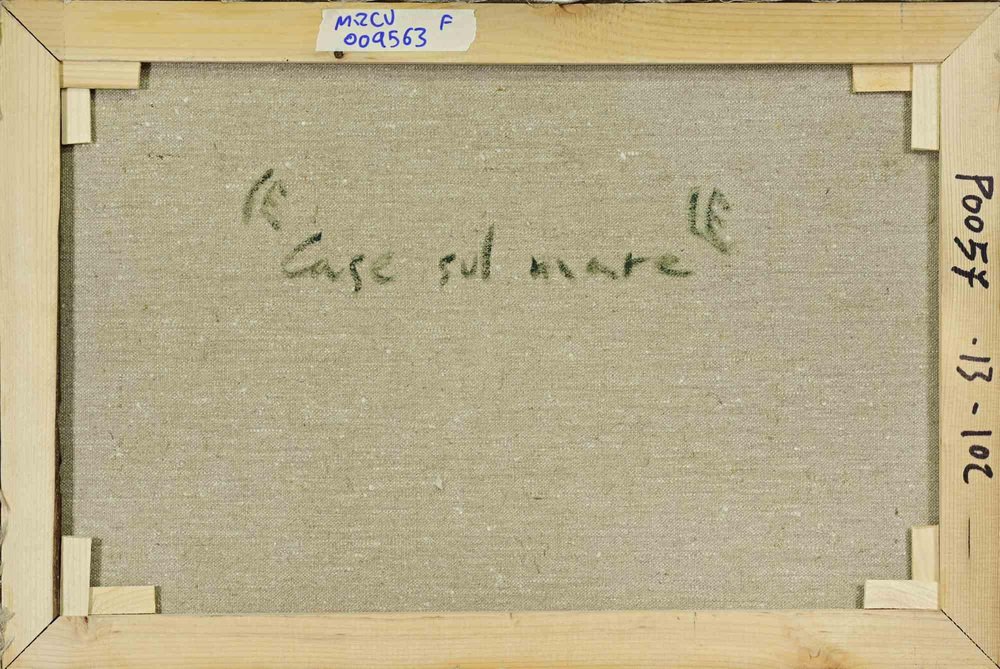 MRCU F
009563
Case sul mare
P0057 . 13 - 102